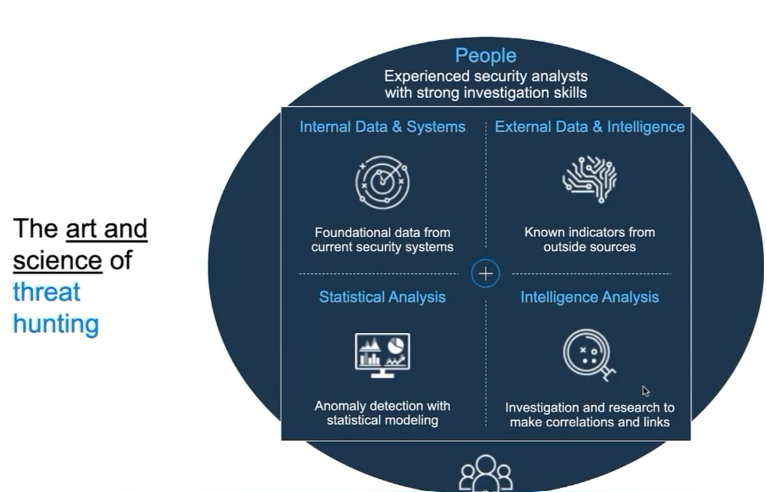 The art and
science of
threat
hunting
People
Experienced security analysts
with strong investigation skills
Internal Data & Systems
Foundational data from
current security systems
External Data & Intelligence
Known indicators from
outside sources
Statistical Analysis
Anomaly detection with
statistical modeling
Intelligence Analysis
Investigation and research to
make correlations and links